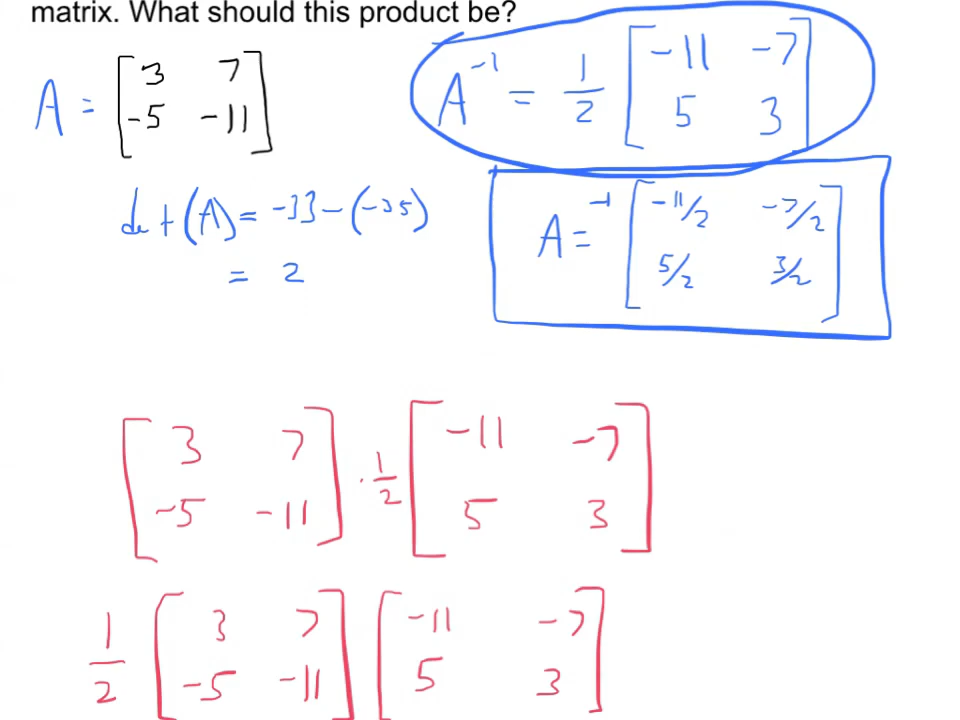 matrix. What should this product be?
A = [3 7
-5 -11]
A⁻¹ = 1/2 [-11 -7
5 3]
det(A) = -33 - (-35)
= 2
A⁻¹ = [-11/2 -7/2
5/2 3/2]
[3 7
-5 -11] · 1/2 [-11 -7
5 3]
1/2 [3 7
-5 -11] [-11 -7
5 3]